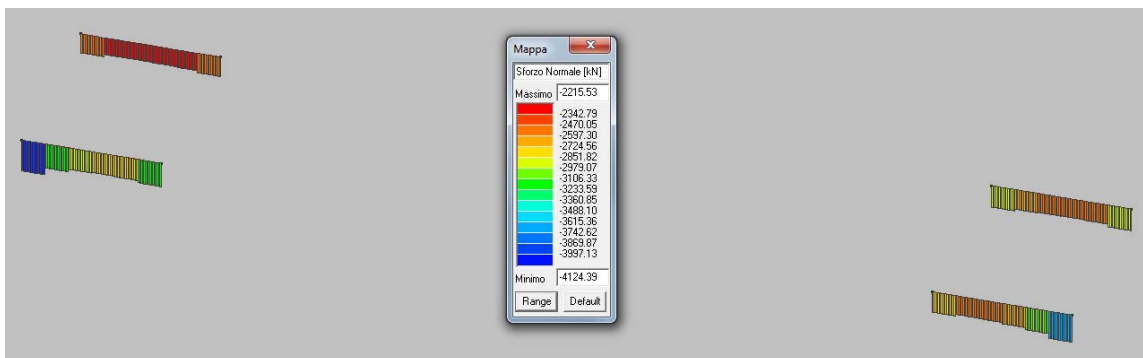 Mappa
Sforzo Normale [kN]
Massimo -2215.53
-2342.79
-2470.05
-2597.30
-2724.56
-2851.82
-2979.07
-3106.33
-3233.59
-3360.85
-3488.10
-3615.36
-3742.62
-3869.87
-3997.13
Minimo -4124.39
Range Default